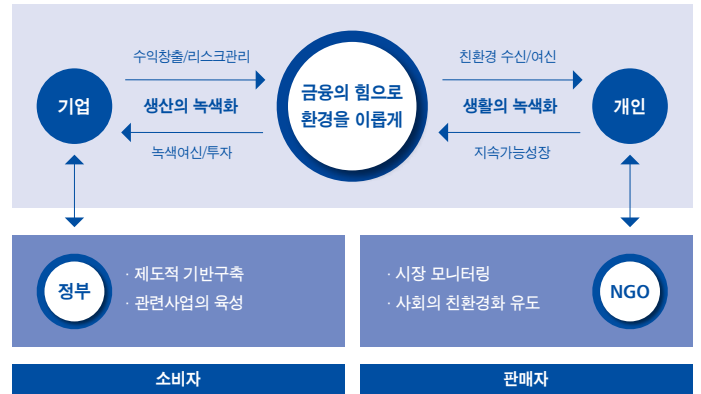 수익창출/리스크관리
친환경 수신/여신
기업
생산의 녹색화
금융의 힘으로
환경을 이롭게
생활의 녹색화
개인
녹색여신/투자
지속가능성장
정부
· 제도적 기반구축
· 관련사업의 육성
· 시장 모니터링
· 사회의 친환경화 유도
NGO
소비자
판매자